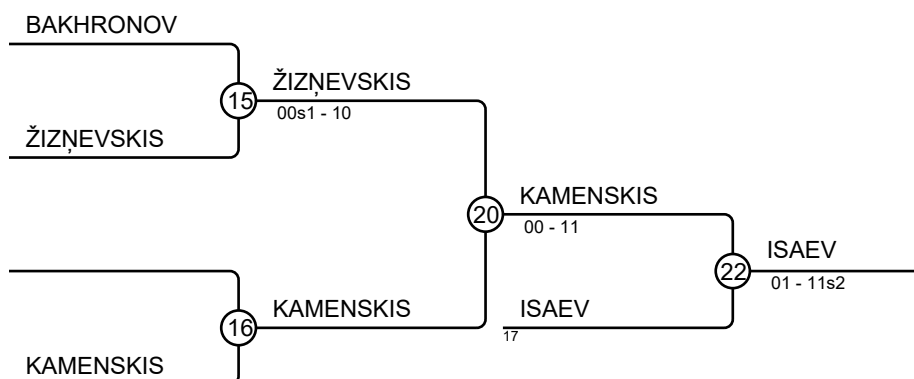 BAKHRONOV
15
ŽIZŅEVSKIS
00s1 - 10
ŽIZŅEVSKIS
20
KAMENSKIS
00 - 11
22
ISAEV
01 - 11s2
16
KAMENSKIS
ISAEV
17
KAMENSKIS